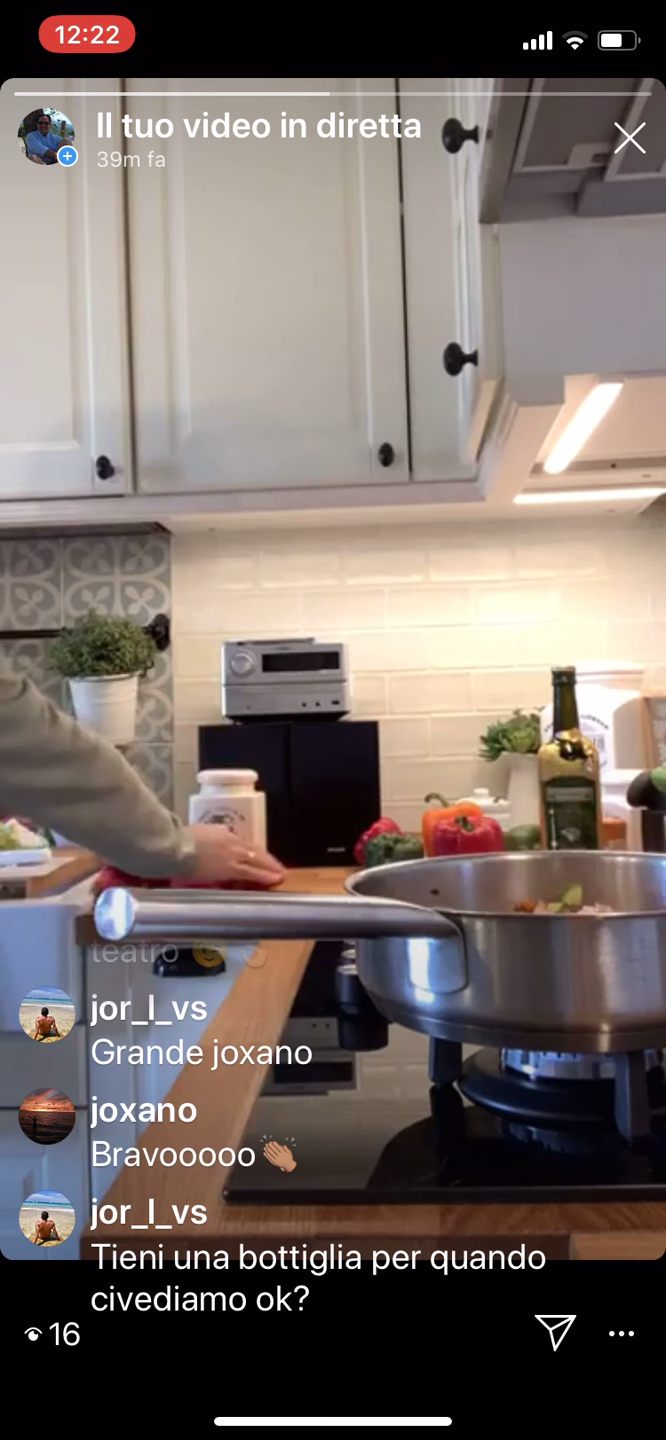 12:22
Il tuo video in diretta
39m fa
teatro 😉👏🏻
jor_l_vs
Grande joxano
joxano
Bravooooo👏🏼
jor_l_vs
Tieni una bottiglia per quando
civediamo ok?
16